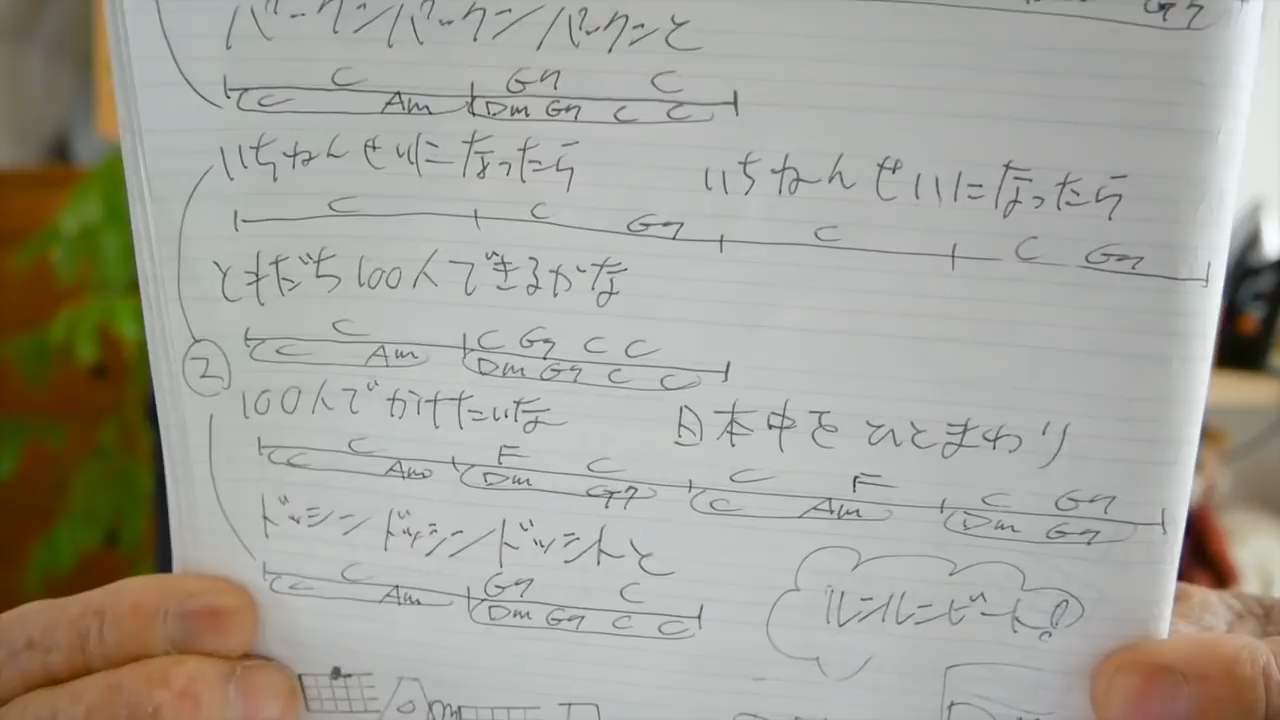 G7
パックンパックンパックンと
C G7 C
C Am Dm G7 C C
いちねんせいになったら いちねんせいになったら
C C G7 C C G7
ともだち100人できるかな
C C G7 C C
C Am Dm G7 C C
②
100人でかけたいな 日本中をひとまわり
C F C C F C G7
C Am Dm G7 C Am Dm G7
ドッシンドッシンドッシンと
C G7 C
C Am Dm G7 C C
ルンルンビート!